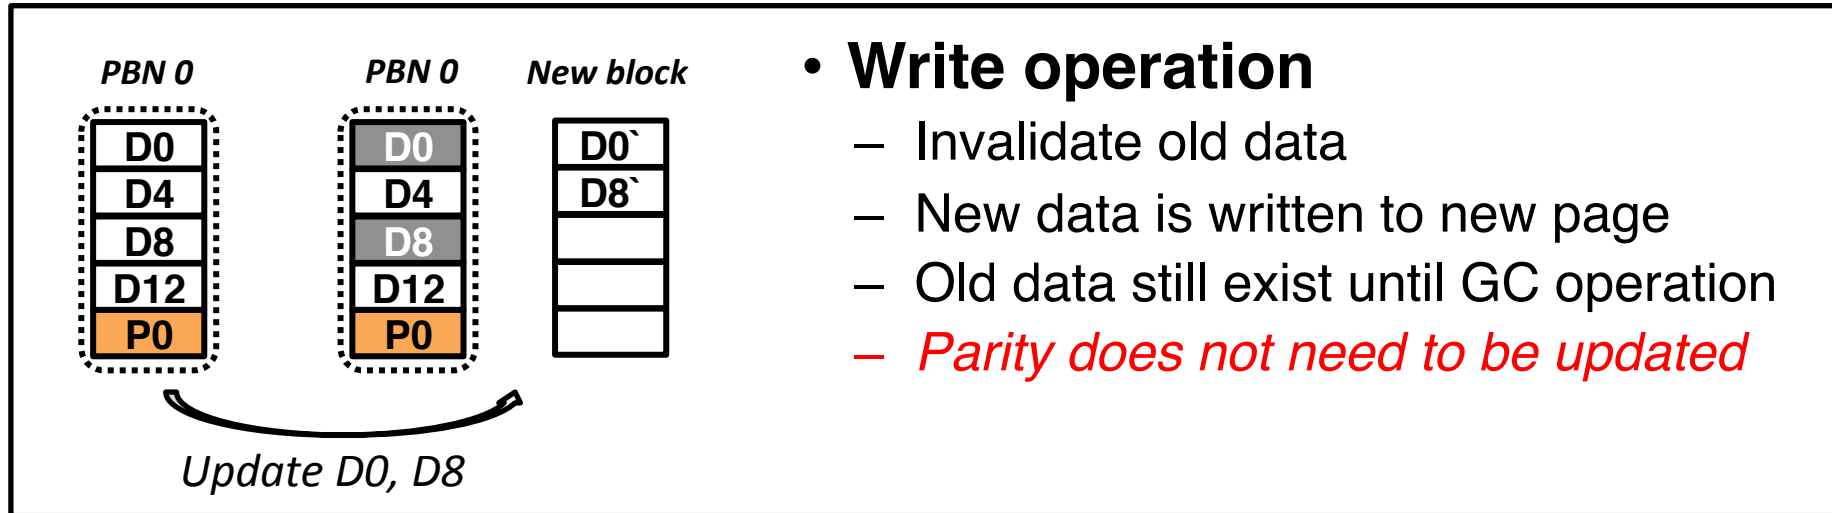 PBN 0
D0
D4
D8
D12
P0
PBN 0
D0
D4
D8
D12
P0
New block
D0`
D8`
Update D0, D8
• Write operation
– Invalidate old data
– New data is written to new page
– Old data still exist until GC operation
– Parity does not need to be updated